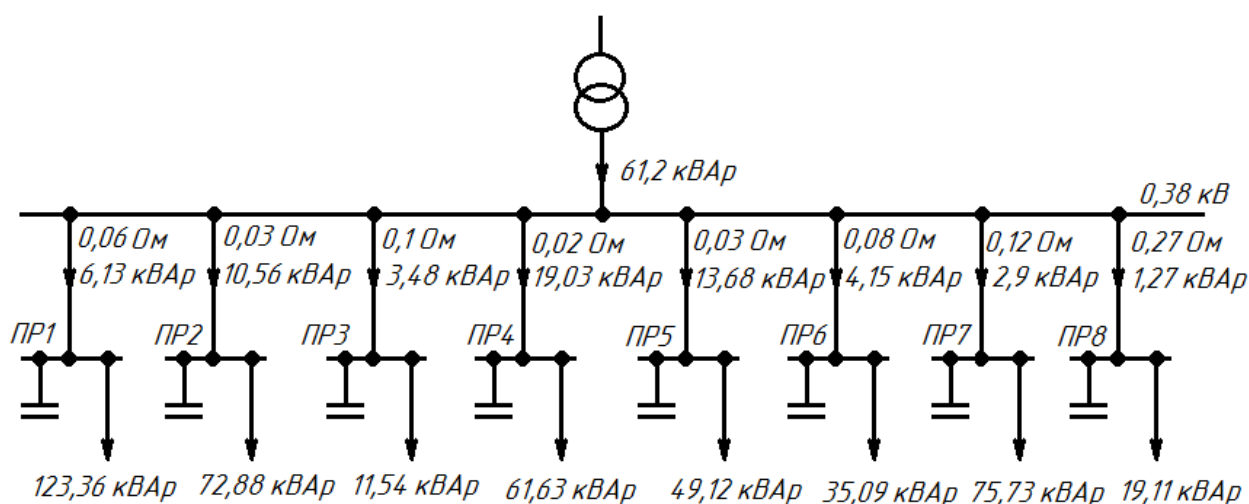 61,2 кВАр
0,38 кВ
0,06 Ом 0,03 Ом 0,1 Ом 0,02 Ом 0,03 Ом 0,08 Ом 0,12 Ом 0,27 Ом
6,13 кВАр 10,56 кВАр 3,48 кВАр 19,03 кВАр 13,68 кВАр 4,15 кВАр 2,9 кВАр 1,27 кВАр
ПР1 ПР2 ПР3 ПР4 ПР5 ПР6 ПР7 ПР8
123,36 кВАр 72,88 кВАр 11,54 кВАр 61,63 кВАр 49,12 кВАр 35,09 кВАр 75,73 кВАр 19,11 кВАр